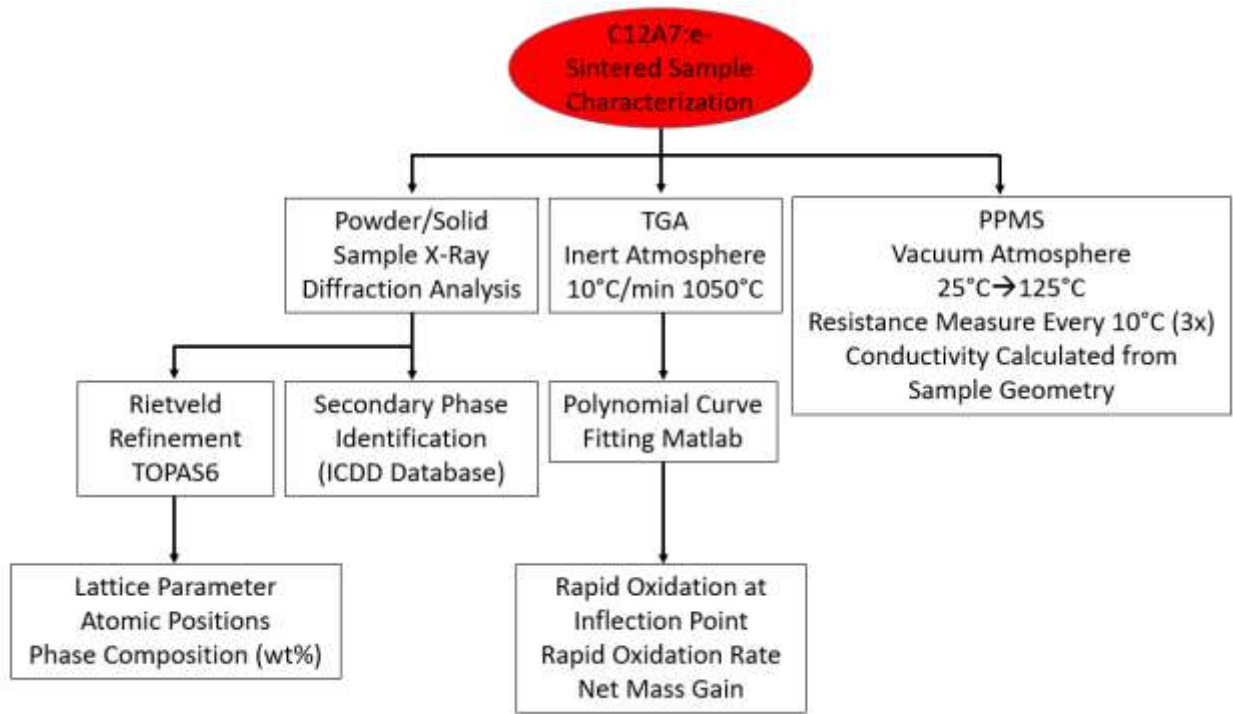 C12A7:e-
Sintered Sample
Characterization
Powder/Solid
Sample X-Ray
Diffraction Analysis
TGA
Inert Atmosphere
10°C/min 1050°C
PPMS
Vacuum Atmosphere
25°C→125°C
Resistance Measure Every 10°C (3x)
Conductivity Calculated from
Sample Geometry
Rietveld
Refinement
TOPAS6
Secondary Phase
Identification
(ICDD Database)
Polynomial Curve
Fitting Matlab
Lattice Parameter
Atomic Positions
Phase Composition (wt%)
Rapid Oxidation at
Inflection Point
Rapid Oxidation Rate
Net Mass Gain